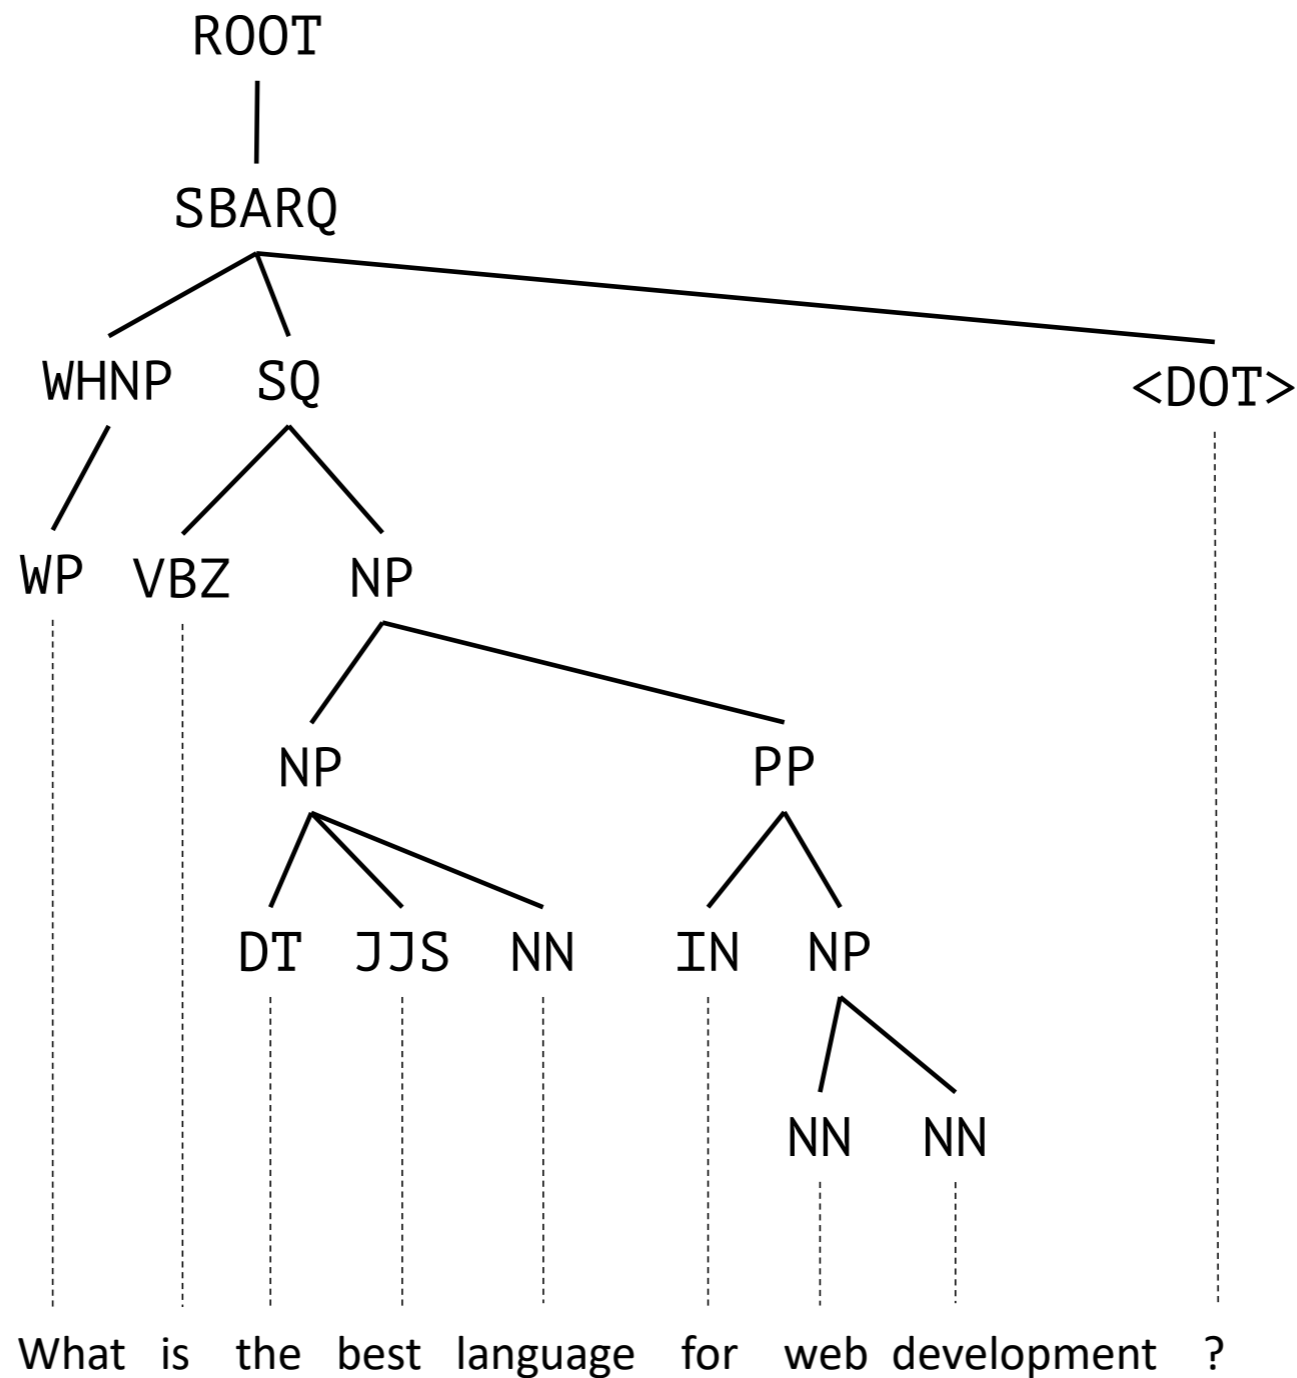 ROOT
SBARQ
WHNP SQ <DOT>
WP VBZ NP
NP PP
DT JJS NN IN NP
NN NN
What is the best language for web development ?